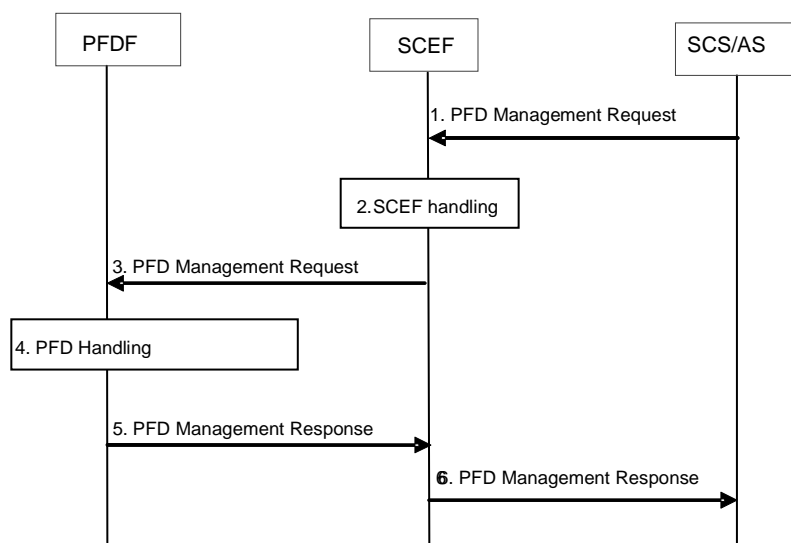 PFDF
SCEF
SCS/AS
1. PFD Management Request
2.SCEF handling
3. PFD Management Request
4. PFD Handling
5. PFD Management Response
6. PFD Management Response